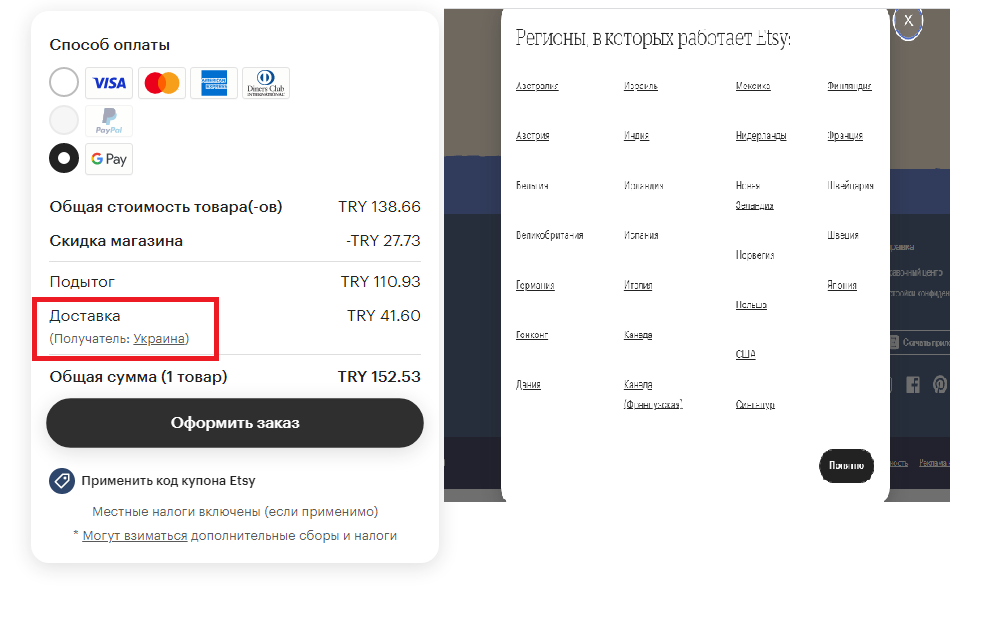 Способ оплаты
VISA
AMERICAN EXPRESS
Diners Club INTERNATIONAL
PayPal
G Pay
Общая стоимость товара(-ов) TRY 138.66
Скидка магазина -TRY 27.73
Подытог TRY 110.93
Доставка TRY 41.60
(Получатель: Украина)
Общая сумма (1 товар) TRY 152.53
Оформить заказ
Применить код купона Etsy
Местные налоги включены (если применимо)
* Могут взиматься дополнительные сборы и налоги
X
Регионы, в которых работает Etsy:
Австралия
Австрия
Бельгия
Великобритания
Германия
Гонконг
Дания
Израиль
Индия
Ирландия
Испания
Италия
Канада
Канада
(Французская)
Мексика
Нидерланды
Новая
Зеландия
Норвегия
Польша
США
Сингапур
Финляндия
Франция
Швейцария
Швеция
Япония
Понятно
Реклама